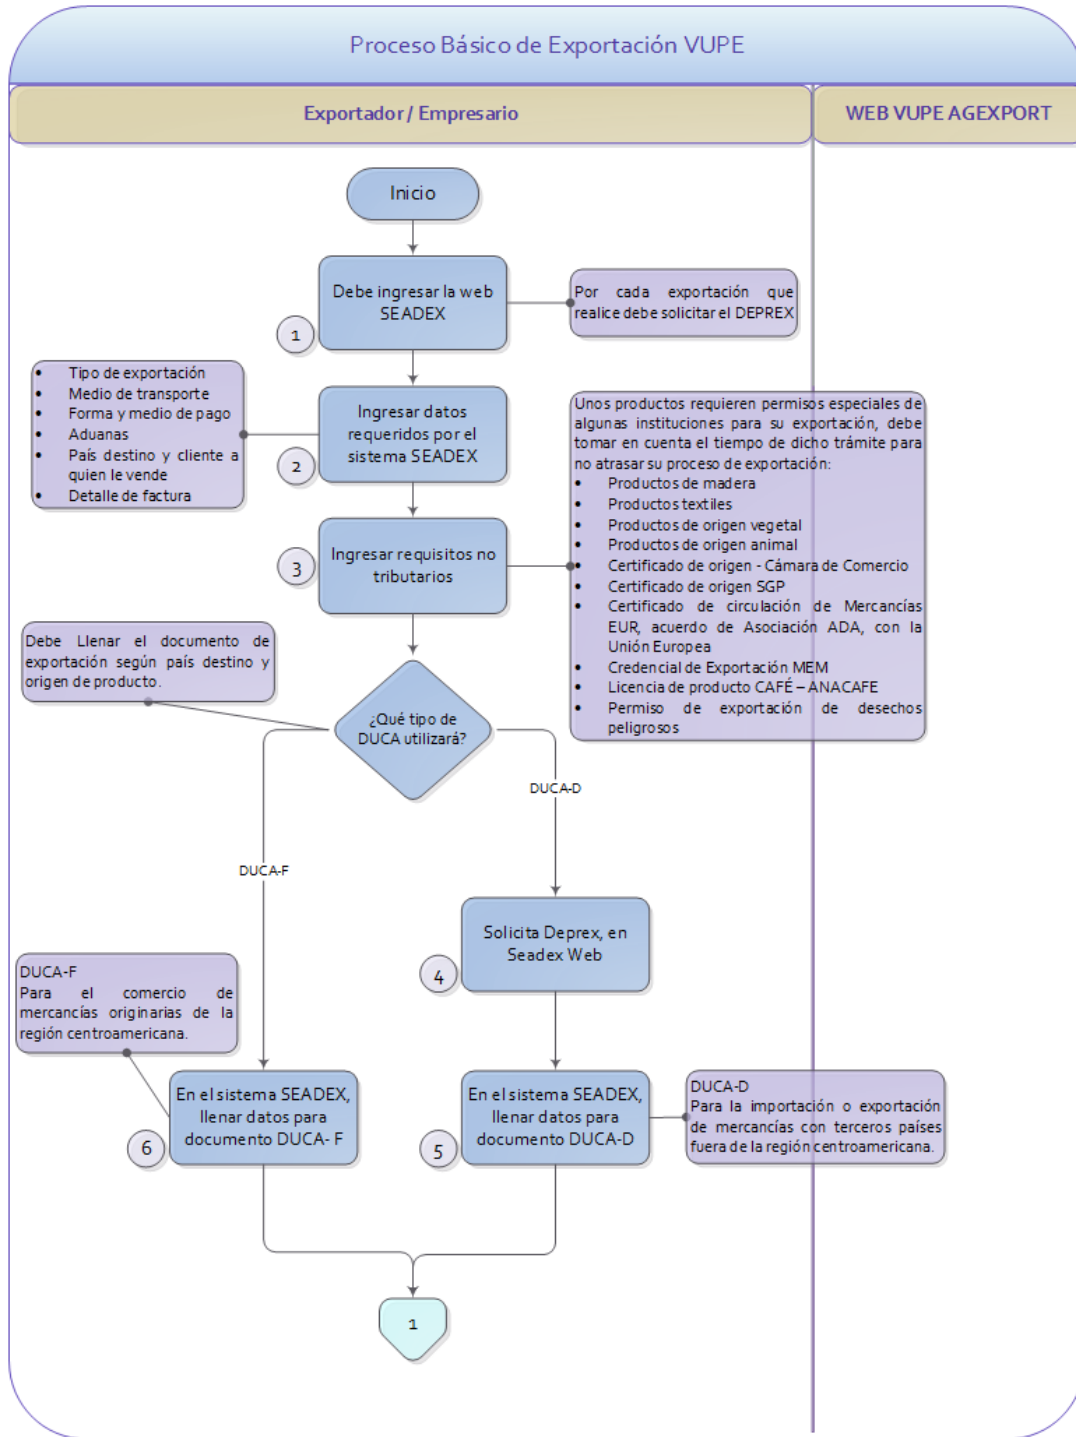 Proceso Básico de Exportación VUPE
Exportador / Empresario
WEB VUPE AGEXPORT
Inicio
Debe ingresar la web
SEADEX
1
Por cada exportación que
realice debe solicitar el DEPREX
• Tipo de exportación
• Medio de transporte
• Forma y medio de pago
• Aduanas
• País destino y cliente a
quien le vende
• Detalle de factura
Ingresar datos
requeridos por el
sistema SEADEX
2
Unos productos requieren permisos especiales de
algunas instituciones para su exportación, debe
tomar en cuenta el tiempo de dicho trámite para
no atrasar su proceso de exportación:
• Productos de madera
• Productos textiles
• Productos de origen vegetal
• Productos de origen animal
• Certificado de origen - Cámara de Comercio
• Certificado de origen SGP
• Certificado de circulación de Mercancías
EUR, acuerdo de Asociación ADA, con la
Unión Europea
• Credencial de Exportación MEM
• Licencia de producto CAFÉ – ANACAFE
• Permiso de exportación de desechos
peligrosos
Ingresar requisitos no
tributarios
3
Debe Llenar el documento de
exportación según país destino y
origen de producto.
¿Qué tipo de
DUCA utilizará?
DUCA-D
DUCA-F
Solicita Deprex, en
Seadex Web
4
DUCA-F
Para el comercio de
mercancías originarias de la
región centroamericana.
En el sistema SEADEX,
llenar datos para
documento DUCA- F
6
En el sistema SEADEX,
llenar datos para
documento DUCA-D
5
DUCA-D
Para la importación o exportación
de mercancías con terceros países
fuera de la región centroamericana.
1